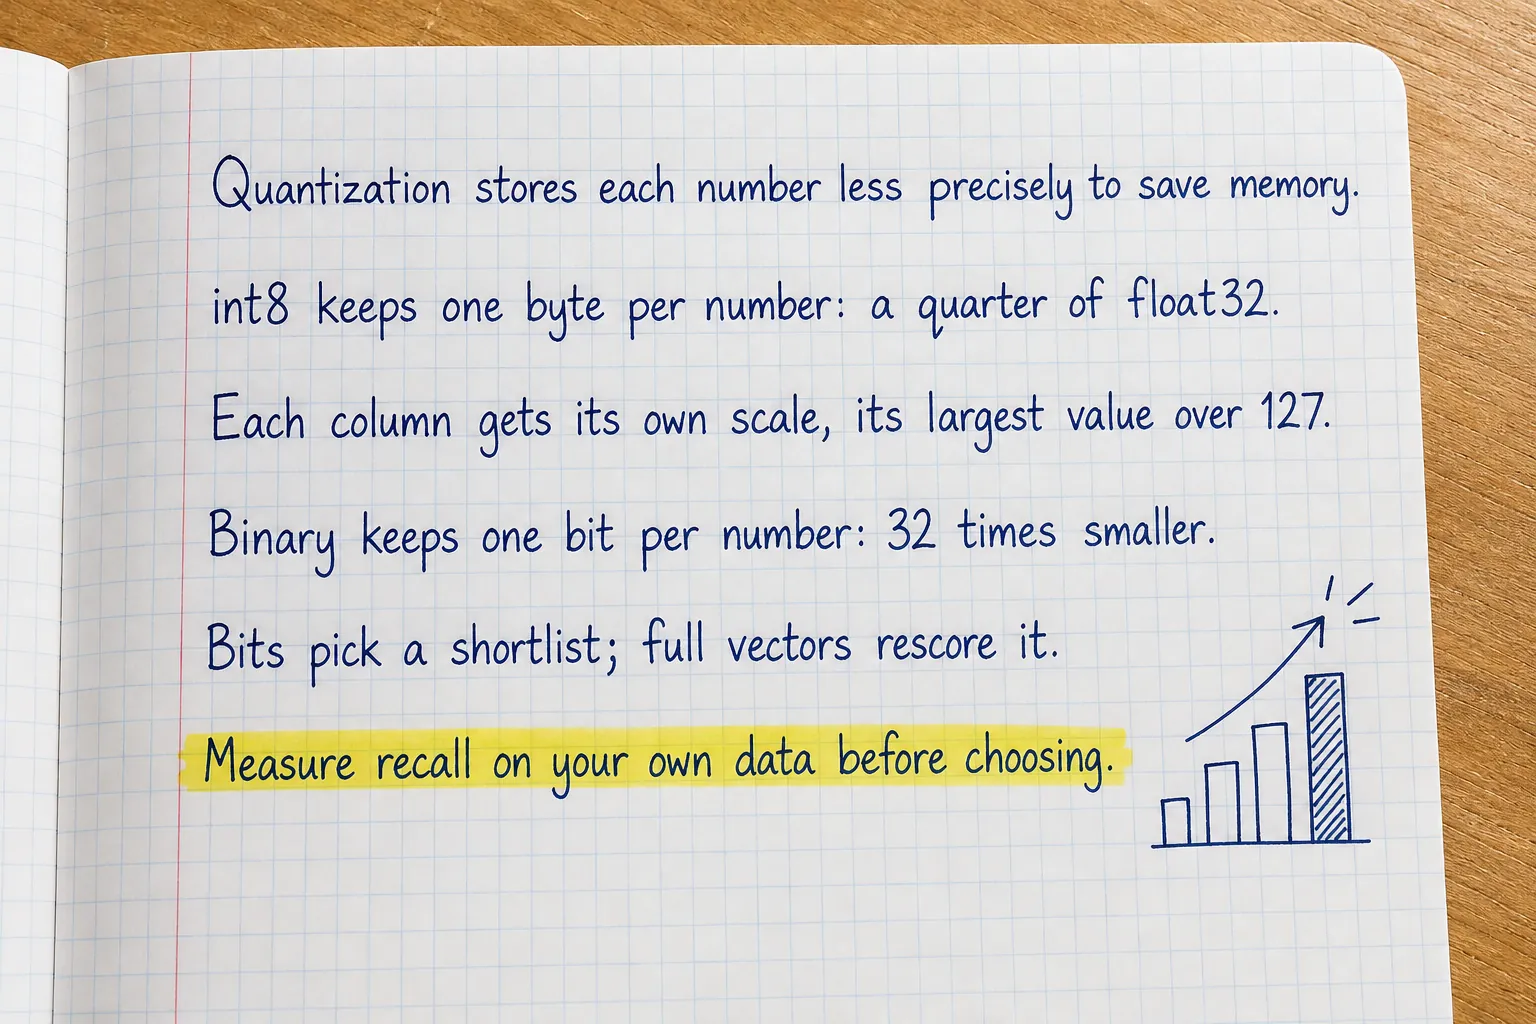 Quantization stores each number less precisely to save memory.
int8 keeps one byte per number: a quarter of float32.
Each column gets its own scale, its largest value over 127.
Binary keeps one bit per number: 32 times smaller.
Bits pick a shortlist; full vectors rescore it.
Measure recall on your own data before choosing.